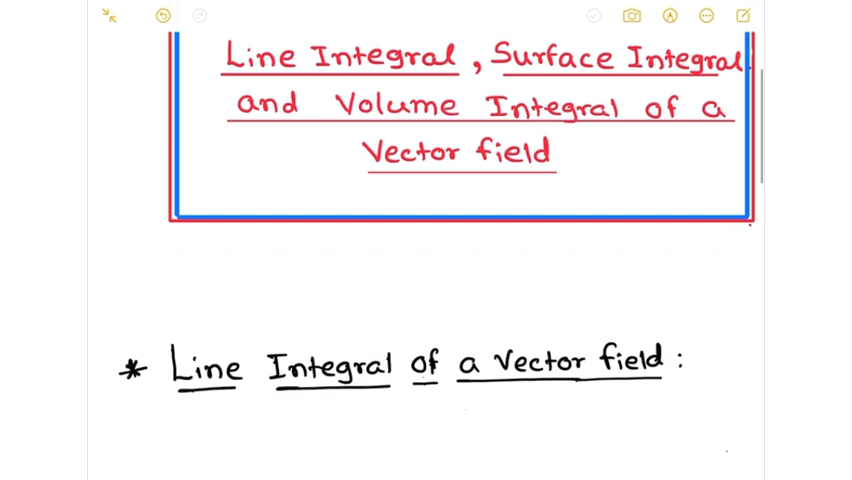 Line Integral, Surface Integral
and Volume Integral of a
Vector field
* Line Integral of a Vector field: